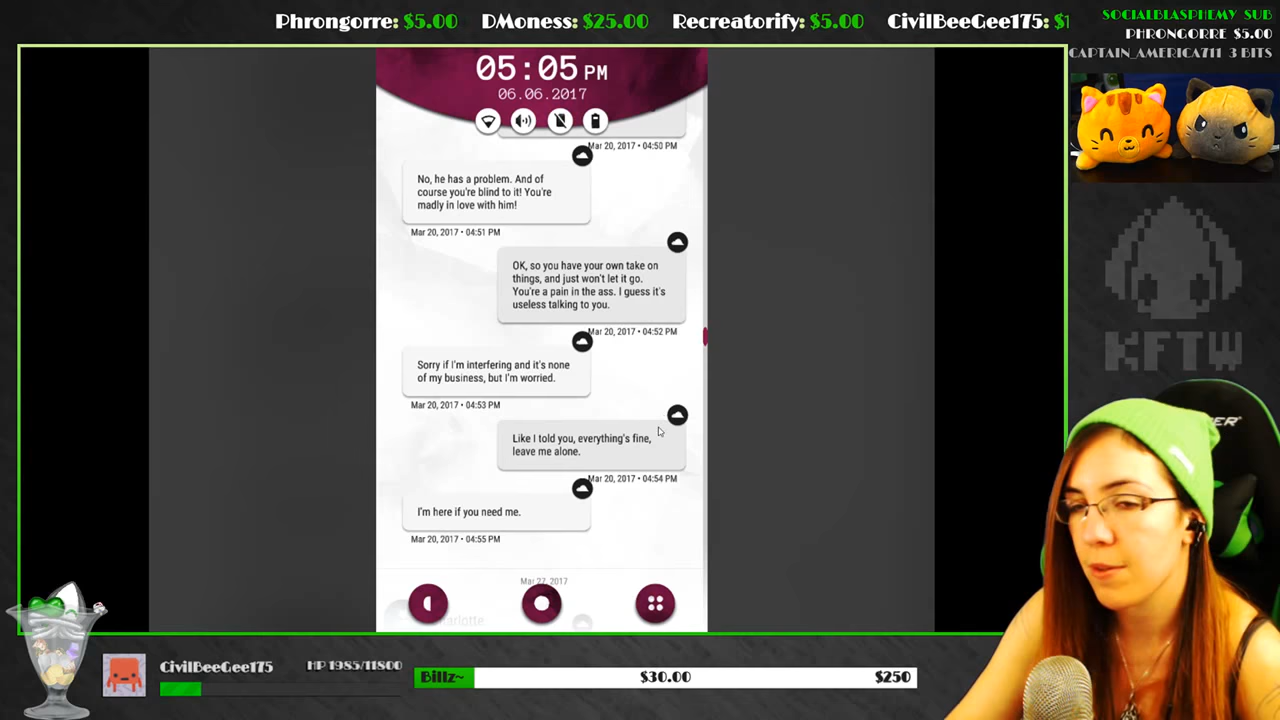 Phrongorre: $5.00 DMoness: $25.00 Recreatorify: $5.00 CivilBeeGee175: $1
SOCIALBLASPHEMY SUB
PHRONGORRE $5.00
CAPTAIN_AMERICA711 3 BITS
05:05 PM
06.06.2017
Mar 20, 2017 • 04:50 PM
No, he has a problem. And of
course you're blind to it! You're
madly in love with him!
Mar 20, 2017 • 04:51 PM
OK, so you have your own take on
things, and just won't let it go.
You're a pain in the ass. I guess it's
useless talking to you.
Mar 20, 2017 • 04:52 PM
Sorry if I'm interfering and it's none
of my business, but I'm worried.
Mar 20, 2017 • 04:53 PM
Like I told you, everything's fine,
leave me alone.
Mar 20, 2017 • 04:54 PM
I'm here if you need me.
Mar 20, 2017 • 04:55 PM
Mar 27, 2017
KFTW
CivilBeeGee175 HP 1985/11800
Billz~ $30.00 $250